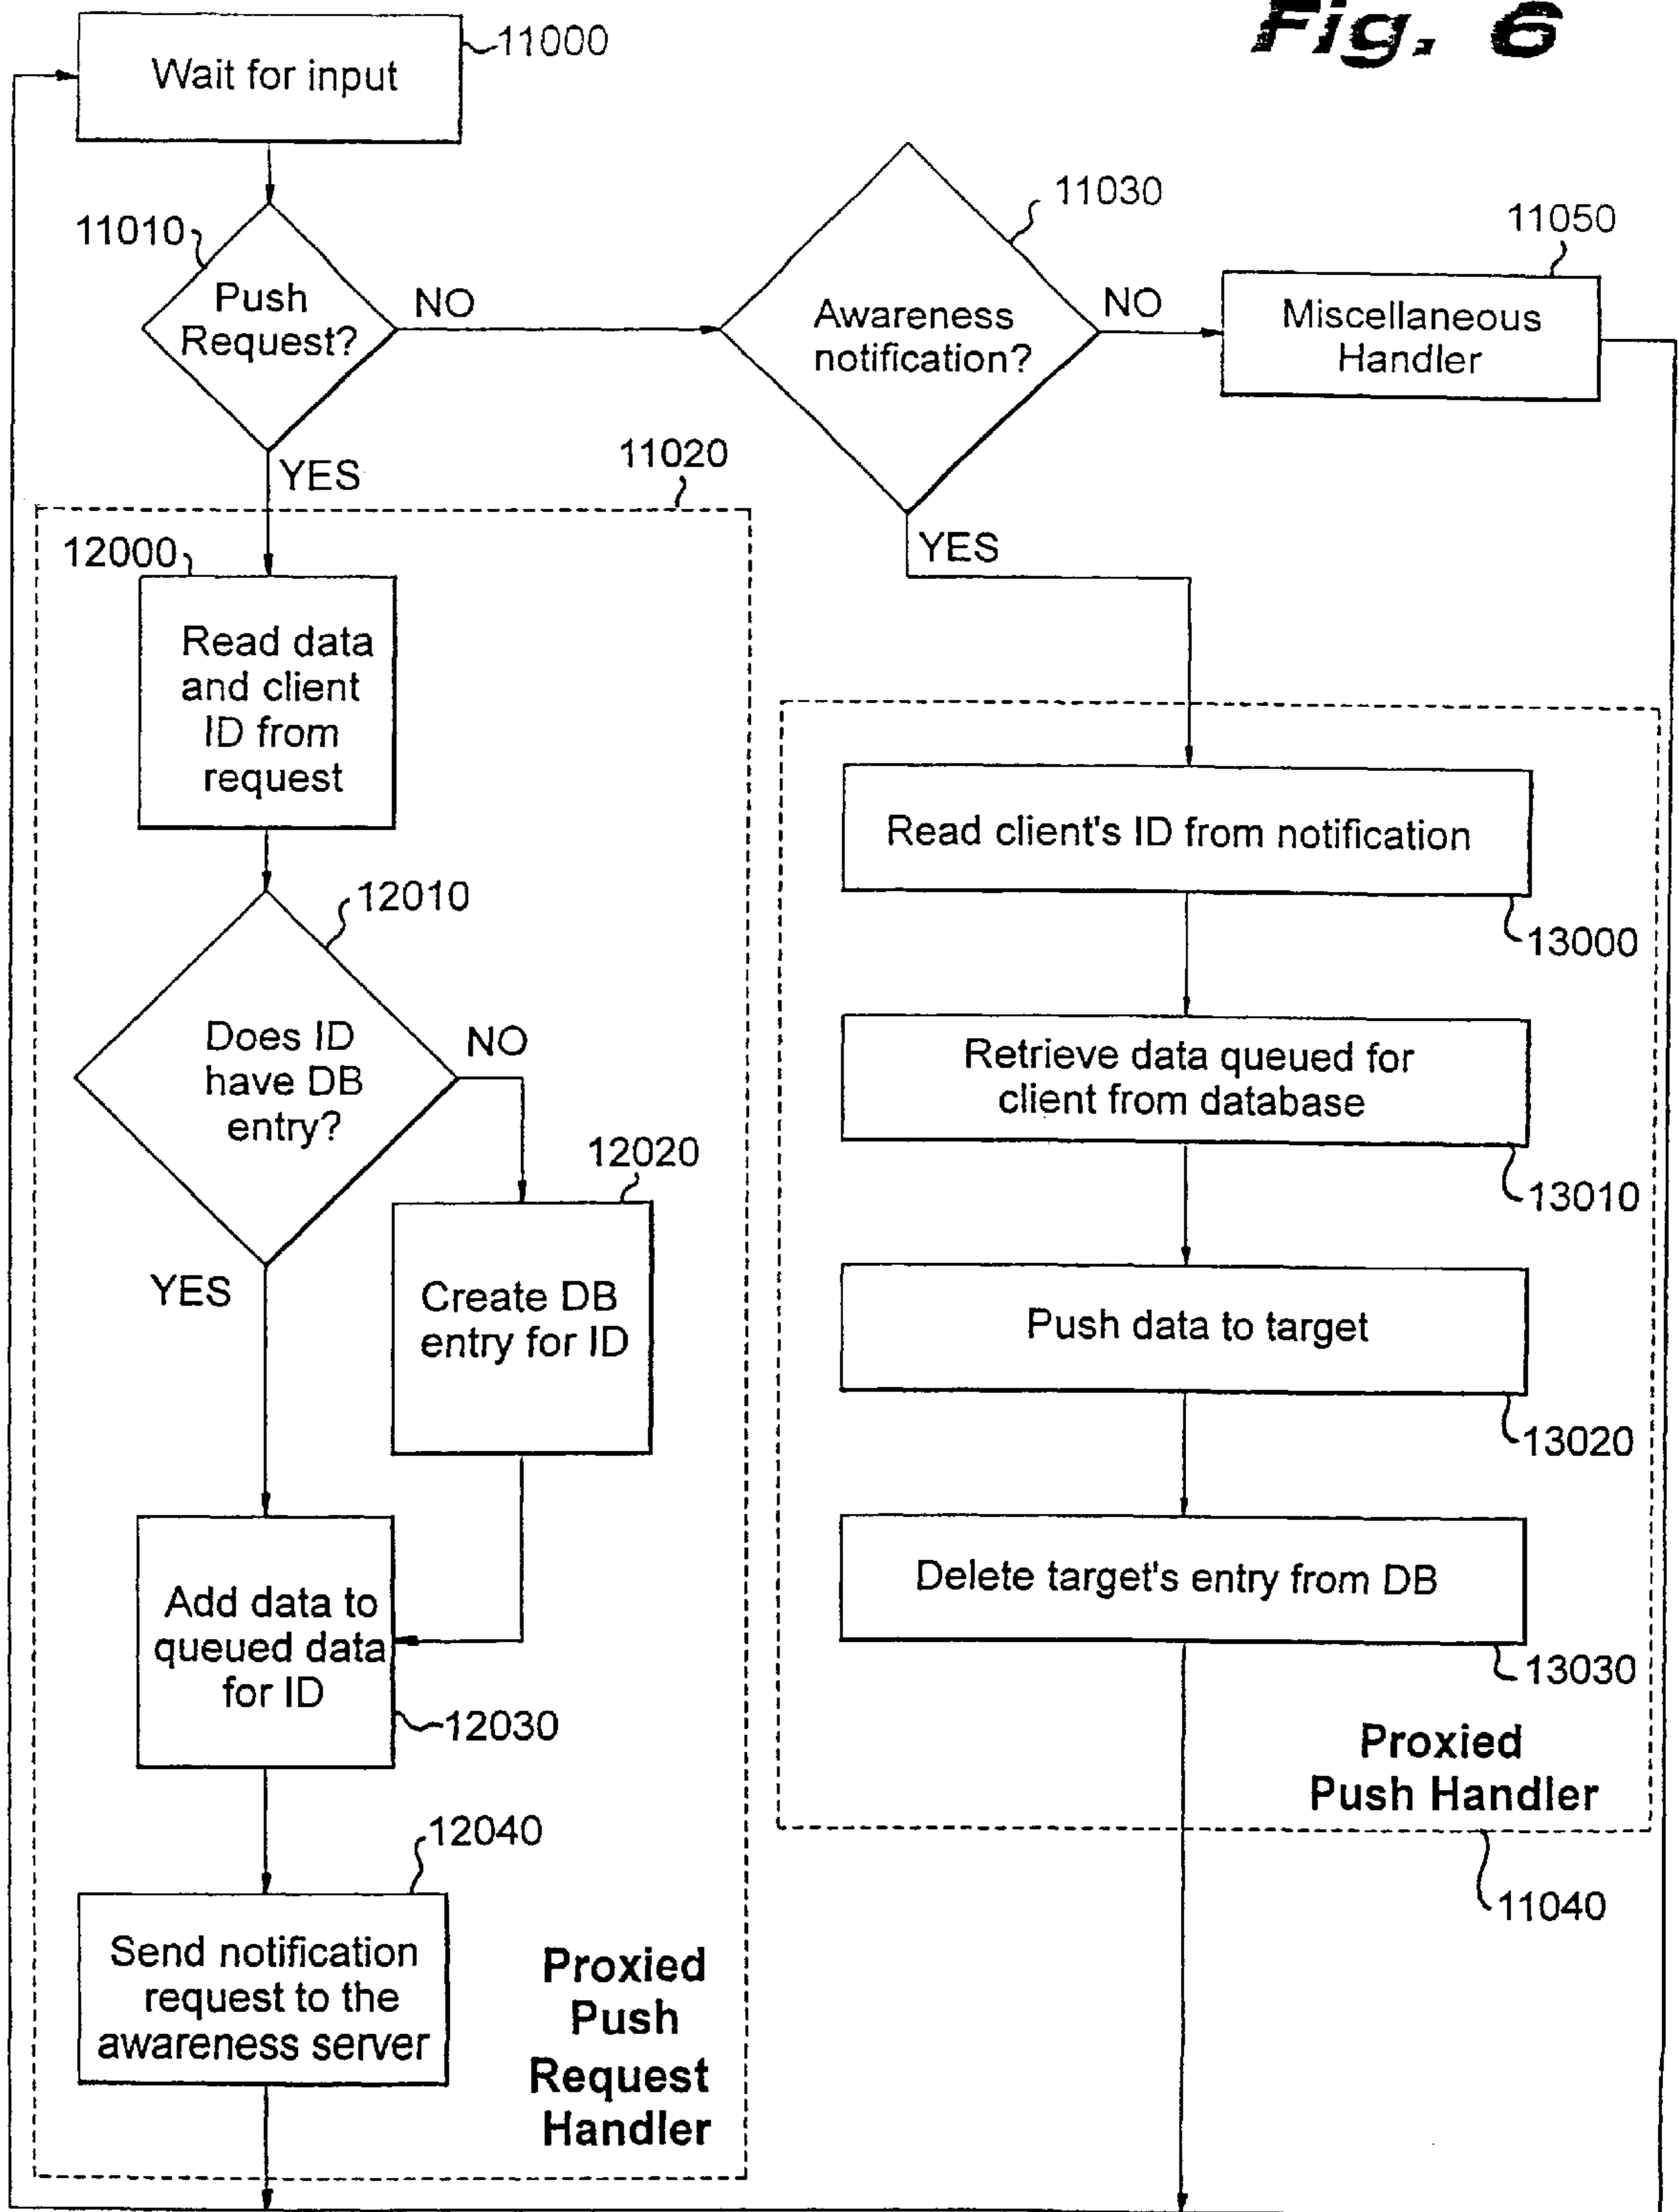 Fig. 6
11000
Wait for input
11010
Push
Request?
NO
YES
11030
Awareness
notification?
NO
YES
11050
Miscellaneous
Handler
11020
12000
Read data
and client
ID from
request
12010
Does ID
have DB
entry?
NO
YES
12020
Create DB
entry for ID
Add data to
queued data
for ID
12030
12040
Send notification
request to the
awareness server
Proxied
Push
Request
Handler
Read client's ID from notification
13000
Retrieve data queued for
client from database
13010
Push data to target
13020
Delete target's entry from DB
13030
Proxied
Push Handler
11040